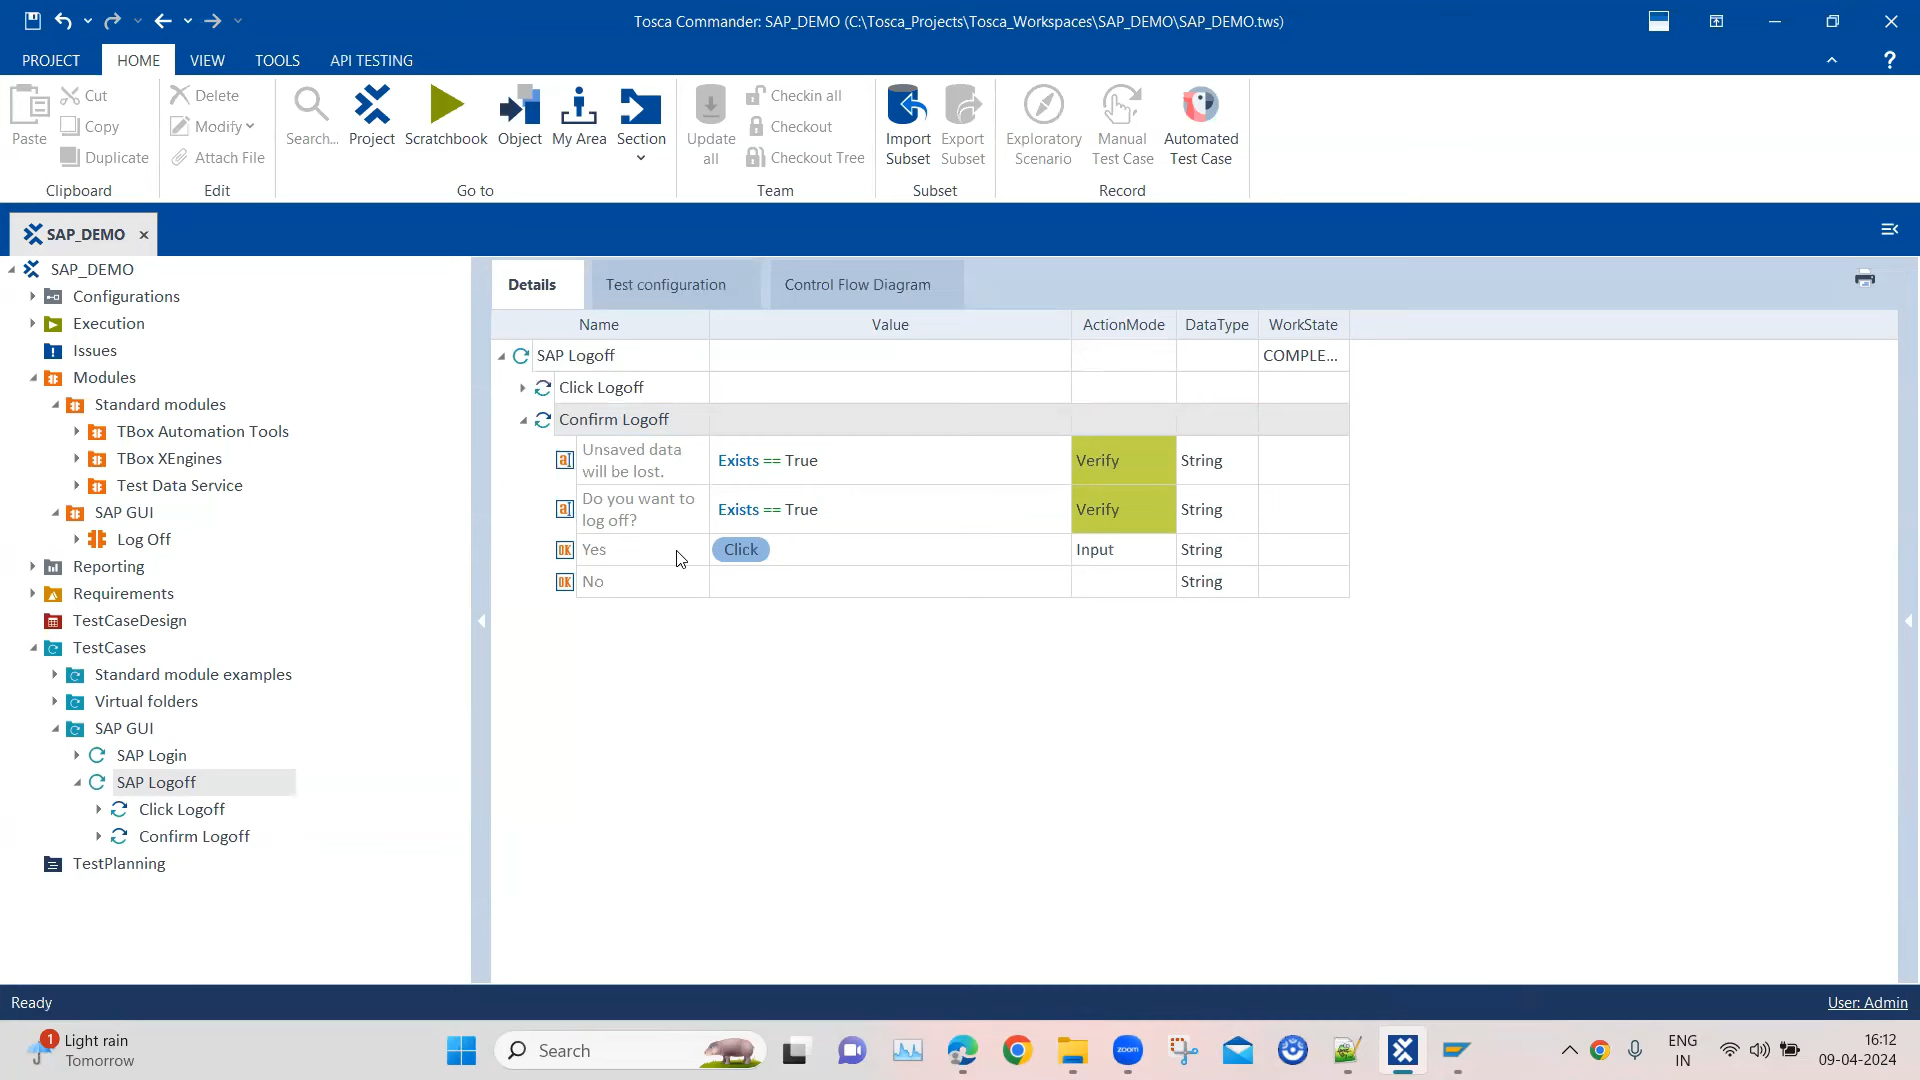 Tosca Commander: SAP_DEMO (C:\Tosca_Projects\Tosca_Workspaces\SAP_DEMO\SAP_DEMO.tws)
PROJECT HOME VIEW TOOLS API TESTING ?
Paste
Cut
Copy
Duplicate
Clipboard
Delete
Modify
Attach File
Edit
Search...
Project
Scratchbook
Object
My Area
Section
Go to
Update
all
Checkin all
Checkout
Checkout Tree
Team
Import
Subset
Export
Subset
Subset
Exploratory
Scenario
Manual
Test Case
Automated
Test Case
Record
SAP_DEMO
SAP_DEMO
Configurations
Execution
Issues
Modules
Standard modules
TBox Automation Tools
TBox XEngines
Test Data Service
SAP GUI
Log Off
Reporting
Requirements
TestCaseDesign
TestCases
Standard module examples
Virtual folders
SAP GUI
SAP Login
SAP Logoff
Click Logoff
Confirm Logoff
TestPlanning
Details Test configuration Control Flow Diagram
Name Value ActionMode DataType WorkState
SAP Logoff COMPLE...
Click Logoff
Confirm Logoff
Unsaved data
will be lost.
Exists == True Verify String
Do you want to
log off?
Exists == True Verify String
OK Yes Click Input String
OK No String
Ready
User: Admin
1
Light rain
Tomorrow
Search
zoom
ENG
IN
16:12
09-04-2024